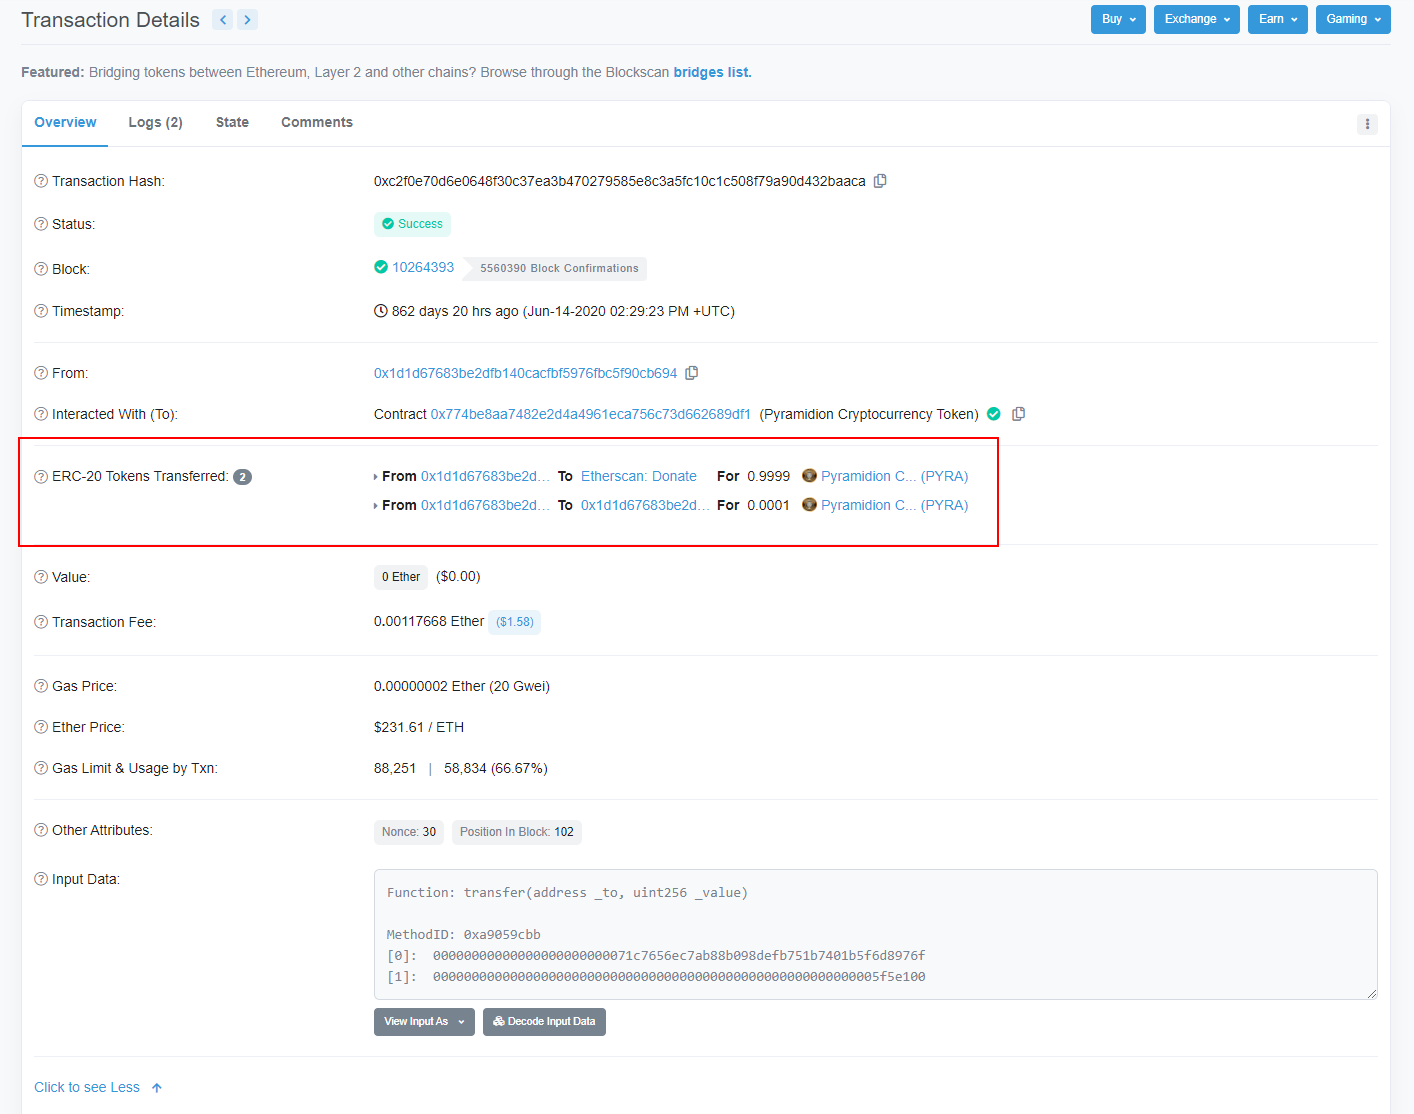 Transaction Details
Buy Exchange Earn Gaming
Featured: Bridging tokens between Ethereum, Layer 2 and other chains? Browse through the Blockscan bridges list.
Overview Logs (2) State Comments
Transaction Hash: 0xc2f0e70d6e0648f30c37ea3b470279585e8c3a5fc10c1c508f79a90d432baaca
Status: Success
Block: 10264393 5560390 Block Confirmations
Timestamp: 862 days 20 hrs ago (Jun-14-2020 02:29:23 PM +UTC)
From: 0x1d1d67683be2dfb140cacfbf5976fbc5f90cb694
Interacted With (To): Contract 0x774be8aa7482e2d4a4961eca756c73d662689df1 (Pyramidion Cryptocurrency Token)
ERC-20 Tokens Transferred: 2 From 0x1d1d67683be2d... To Etherscan: Donate For 0.9999 Pyramidion C... (PYRA)
From 0x1d1d67683be2d... To 0x1d1d67683be2d... For 0.0001 Pyramidion C... (PYRA)
Value: 0 Ether ($0.00)
Transaction Fee: 0.00117668 Ether ($1.58)
Gas Price: 0.00000002 Ether (20 Gwei)
Ether Price: $231.61 / ETH
Gas Limit & Usage by Txn: 88,251 | 58,834 (66.67%)
Other Attributes: Nonce: 30 Position In Block: 102
Input Data:
Function: transfer(address _to, uint256 _value)
MethodID: 0xa9059cbb
[0]: 00000000000000000000000071c7656ec7ab88b098defb751b7401b5f6d8976f
[1]: 0000000000000000000000000000000000000000000000000000000005f5e100
View Input As Decode Input Data
Click to see Less